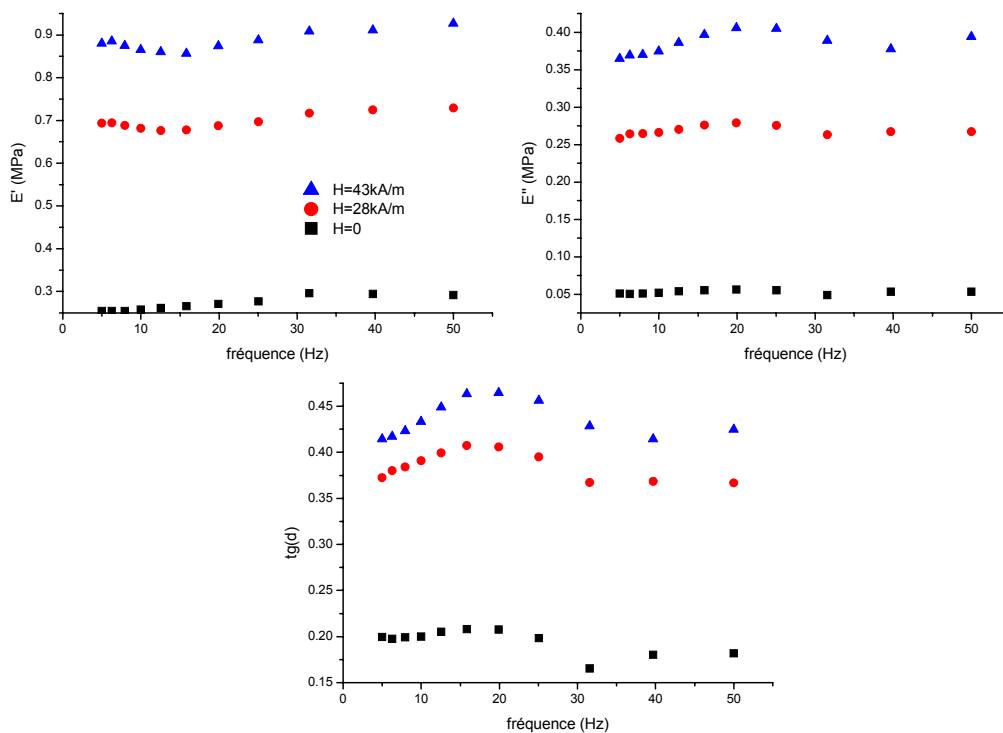 0.9
0.8
0.7
0.6
0.5
0.4
0.3
E' (MPa)
H=43kA/m
H=28kA/m
H=0
0 10 20 30 40 50
fréquence (Hz)
0.40
0.35
0.30
0.25
0.20
0.15
0.10
0.05
E'' (MPa)
0 10 20 30 40 50
fréquence (Hz)
0.45
0.40
0.35
0.30
0.25
0.20
0.15
tg(d)
0 10 20 30 40 50
fréquence (Hz)